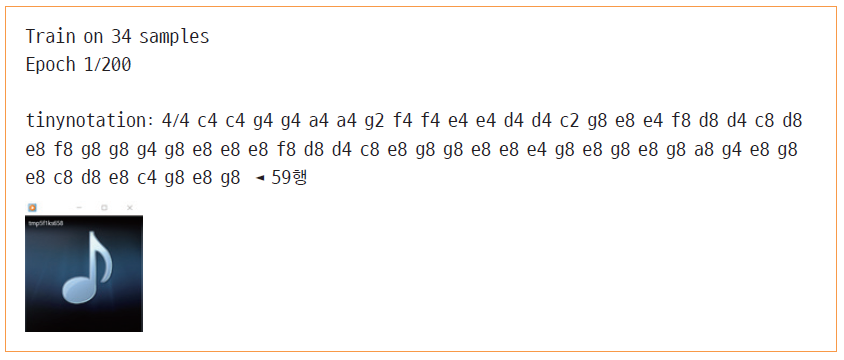 Train on 34 samples
Epoch 1/200
tinynotation: 4/4 c4 c4 g4 g4 a4 a4 g2 f4 f4 e4 e4 d4 d4 c2 g8 e8 e4 f8 d8 d4 c8 d8
e8 f8 g8 g8 g4 g8 e8 e8 e8 f8 d8 d4 c8 e8 g8 g8 e8 e8 e4 g8 e8 g8 e8 g8 a8 g4 e8 g8
e8 c8 d8 e8 c4 g8 e8 g8 ◄ 59행